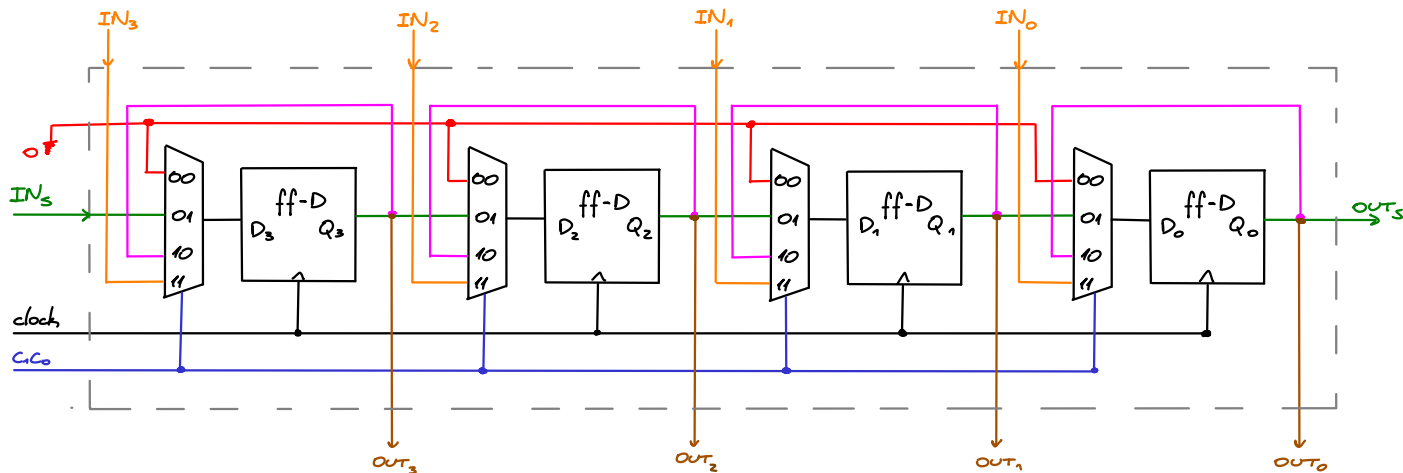 IN₃ IN₂ IN₁ IN₀
0
INₛ
00 00 00 00
ff-D ff-D ff-D ff-D
01 01 01 01
D₃ Q₃ D₂ Q₂ D₁ Q₁ D₀ Q₀
OUTₛ
10 10 10 10
11 11 11 11
clock
C₁C₀
OUT₃ OUT₂ OUT₁ OUT₀